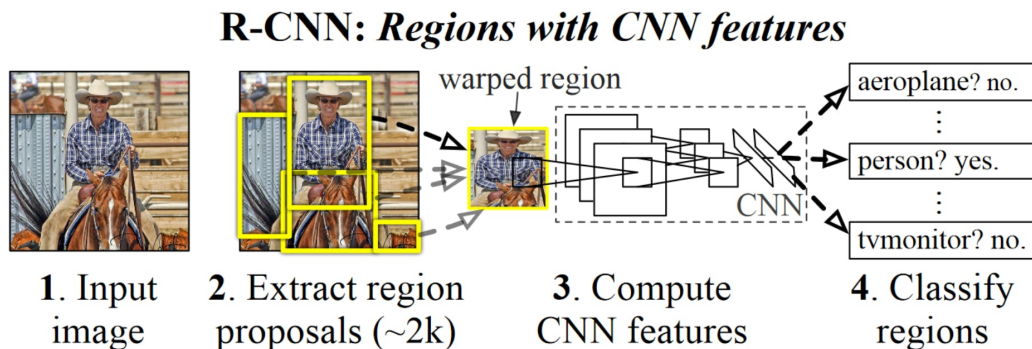 R-CNN: Regions with CNN features
warped region
aeroplane? no.
⋮
person? yes.
⋮
tvmonitor? no.
CNN
1. Input
image
2. Extract region
proposals (~2k)
3. Compute
CNN features
4. Classify
regions